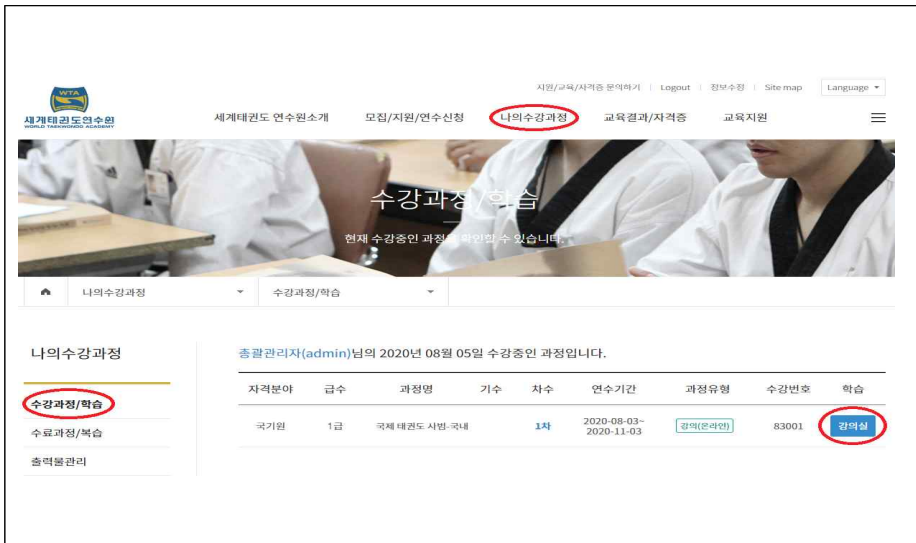 지원/교육/자격증 문의하기 | Logout | 정보수정 | Site map Language
WTA
세계태권도연수원
WORLD TAEKWONDO ACADEMY
세계태권도 연수원소개 모집/지원/연수신청 나의수강과정 교육결과/자격증 교육지원
수강과정/학습
현재 수강중인 과정을 확인할 수 있습니다.
나의수강과정 수강과정/학습
나의수강과정
총괄관리자(admin)님의 2020년 08월 05일 수강중인 과정입니다.
수강과정/학습
수료과정/복습
출력물관리
자격분야 급수 과정명 기수 차수 연수기간 과정유형 수강번호 학습
국기원 1급 국제 태권도 사범-국내 1차 2020-08-03~ 강의(온라인) 83001 강의실
2020-11-03